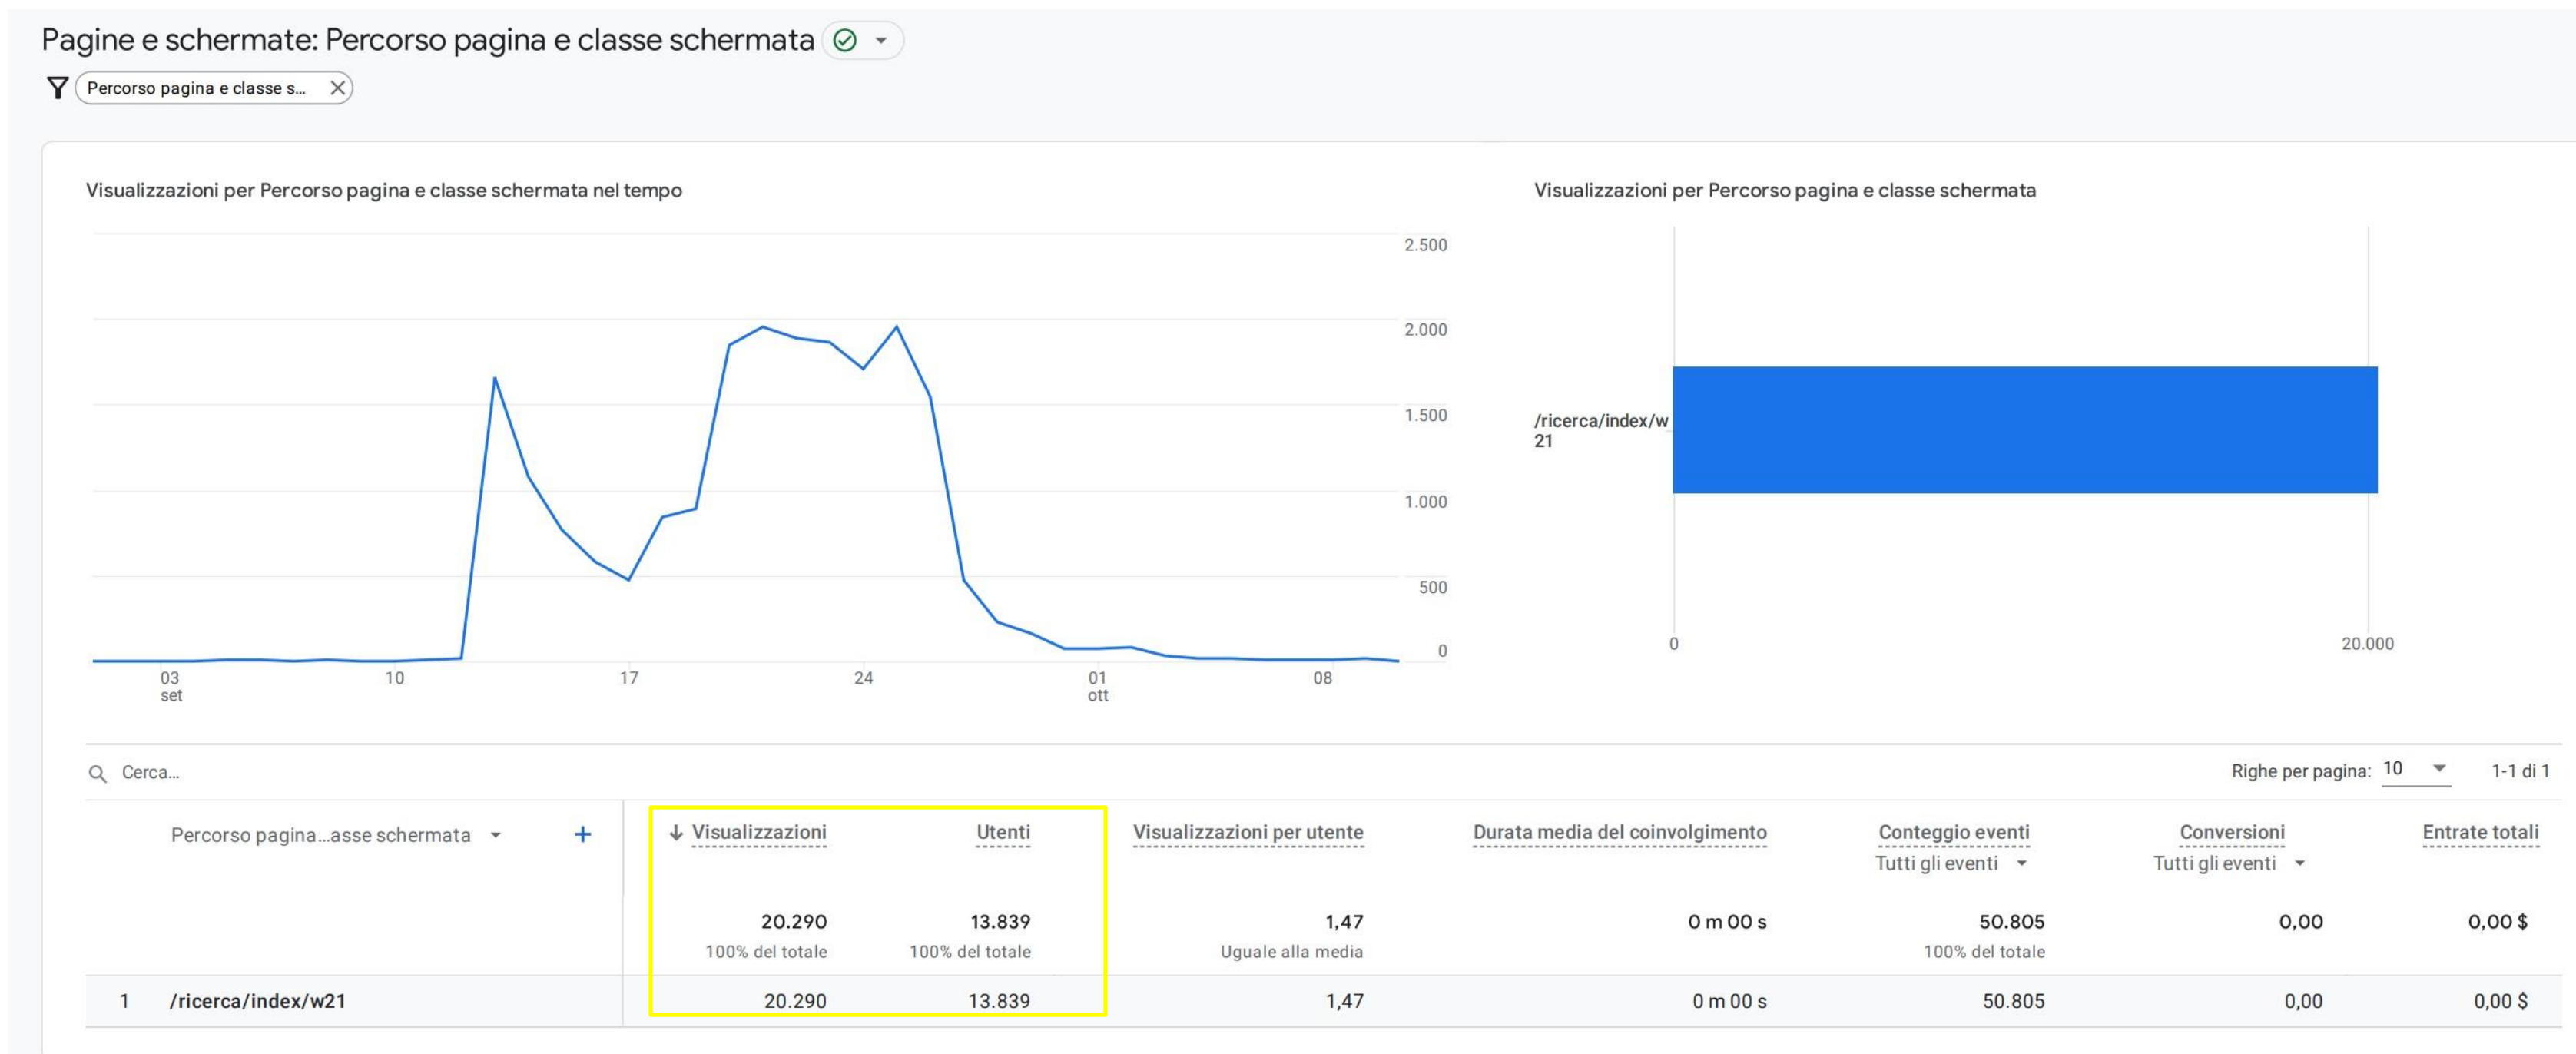 Pagine e schermate: Percorso pagina e classe schermata
Percorso pagina e classe s...
Visualizzazioni per Percorso pagina e classe schermata nel tempo
2.500
2.000
1.500
1.000
500
0
03 set
10
17
24
01 ott
08
Visualizzazioni per Percorso pagina e classe schermata
/ricerca/index/w
21
0
20.000
Cerca...
Righe per pagina: 10 1-1 di 1
Percorso pagina...asse schermata + Visualizzazioni Utenti Visualizzazioni per utente Durata media del coinvolgimento Conteggio eventi Conversioni Entrate totali
Tutti gli eventi Tutti gli eventi
20.290 13.839 1,47 0 m 00 s 50.805 0,00 0,00 $
100% del totale 100% del totale Uguale alla media 100% del totale
1 /ricerca/index/w21 20.290 13.839 1,47 0 m 00 s 50.805 0,00 0,00 $